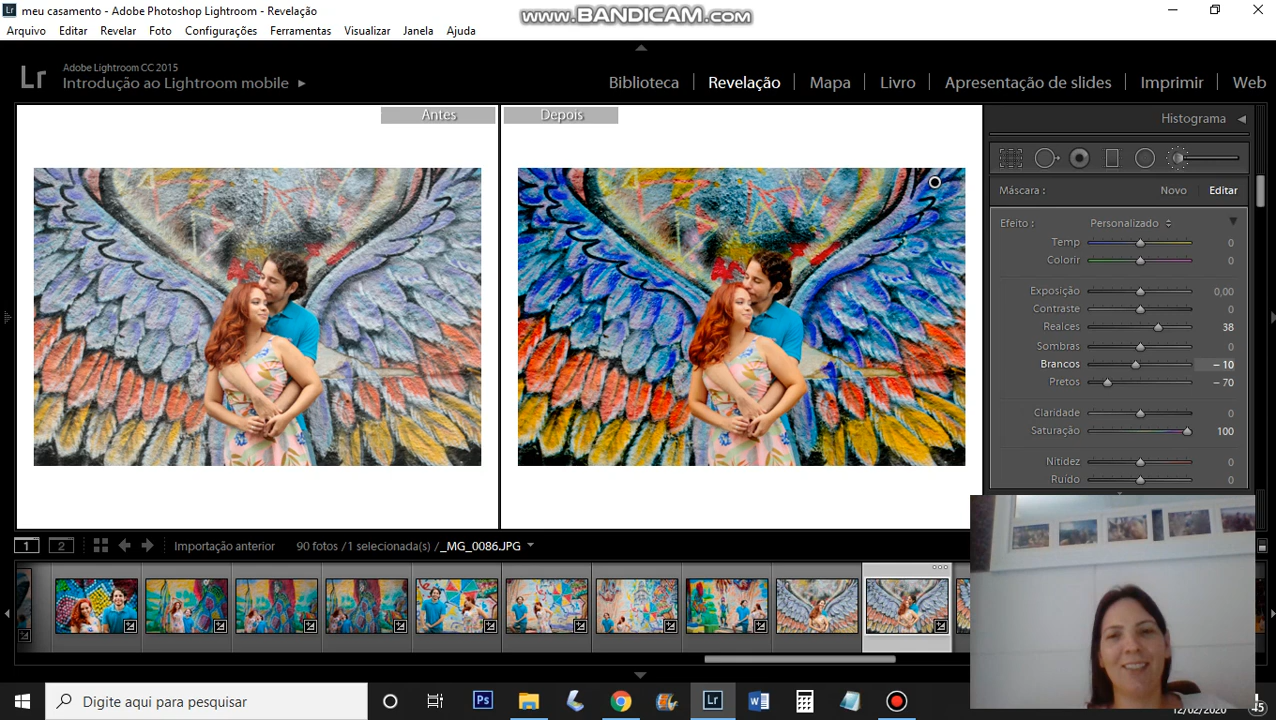 meu casamento - Adobe Photoshop Lightroom - Revelação
www.BANDICAM.com
Arquivo Editar Revelar Foto Configurações Ferramentas Visualizar Janela Ajuda
Lr
Adobe Lightroom CC 2015
Introdução ao Lightroom mobile
Biblioteca | Revelação | Mapa | Livro | Apresentação de slides | Imprimir | Web
Antes
Depois
Histograma
Máscara : Novo Editar
Efeito : Personalizado
Temp 0
Colorir 0
Exposição 0,00
Contraste 0
Realces 38
Sombras 0
Brancos – 10
Pretos – 70
Claridade 0
Saturação 100
Nitidez 0
Ruído 0
1 2 Importação anterior 90 fotos /1 selecionada(s) /_MG_0086.JPG
Digite aqui para pesquisar
Ps
Lr
12/02/2020